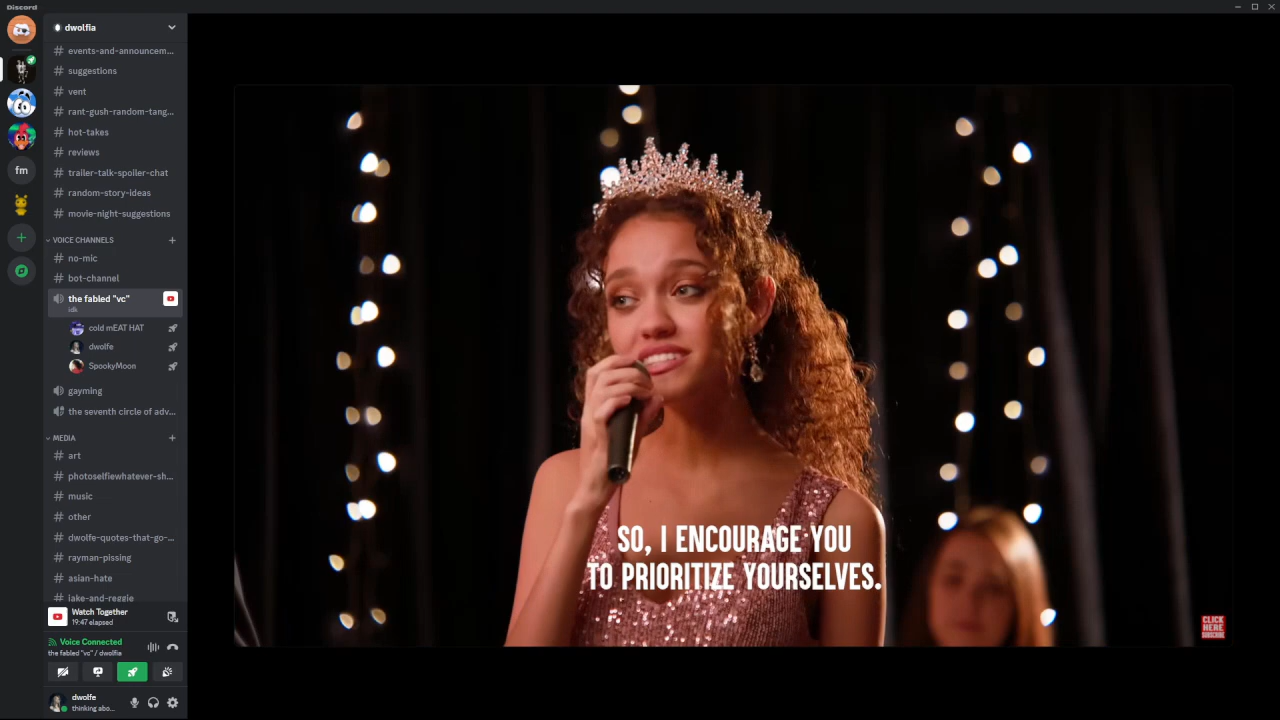 Discord
dwolfia
events-and-announcem...
suggestions
vent
rant-gush-random-tang...
hot-takes
reviews
trailer-talk-spoiler-chat
random-story-ideas
movie-night-suggestions
fm
VOICE CHANNELS
no-mic
bot-channel
the fabled "vc"
idk
cold mEAT HAT
dwolfe
SpookyMoon
gayming
the seventh circle of adv...
MEDIA
art
photoselfiewhatever-sh...
music
other
dwolfe-quotes-that-go-...
rayman-pissing
asian-hate
jake-and-reggie
Watch Together
19:47 elapsed
Voice Connected
the fabled "vc" / dwolfia
dwolfe
thinking abo...
SO, I ENCOURAGE YOU
TO PRIORITIZE YOURSELVES.
CLICK
HERE
SUBSCRIBE